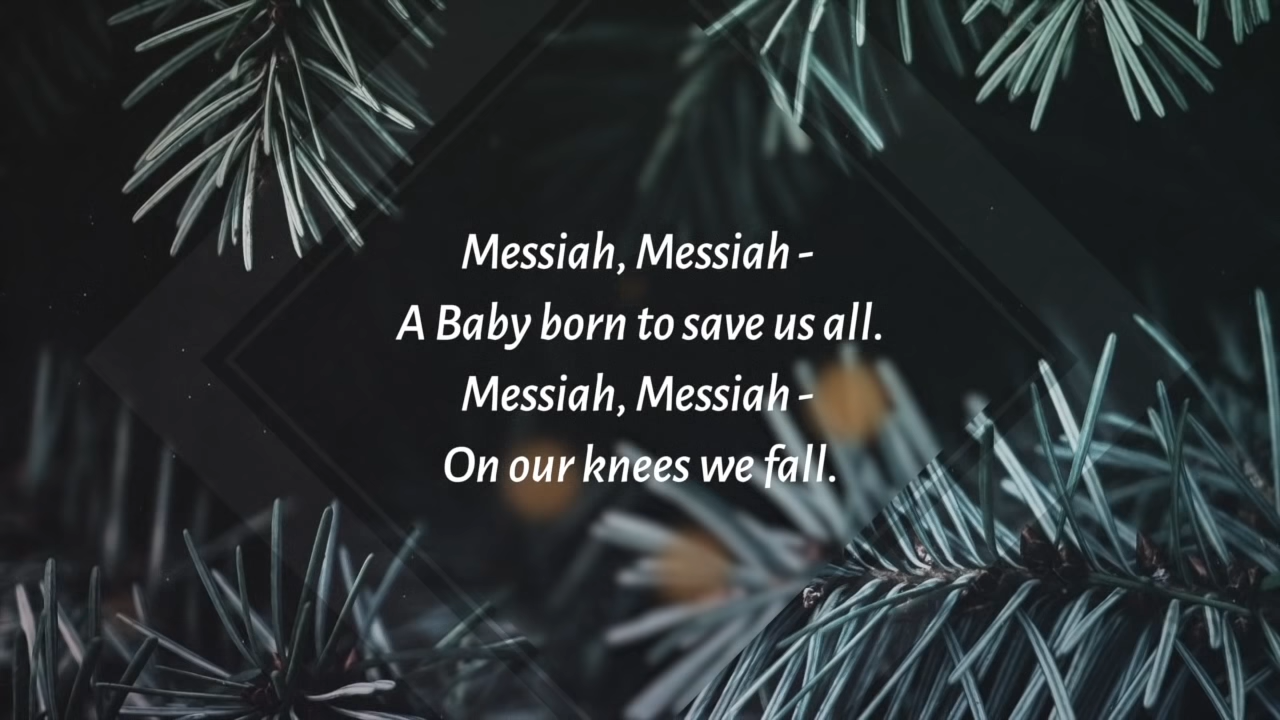 Messiah, Messiah -
A Baby born to save us all.
Messiah, Messiah -
On our knees we fall.